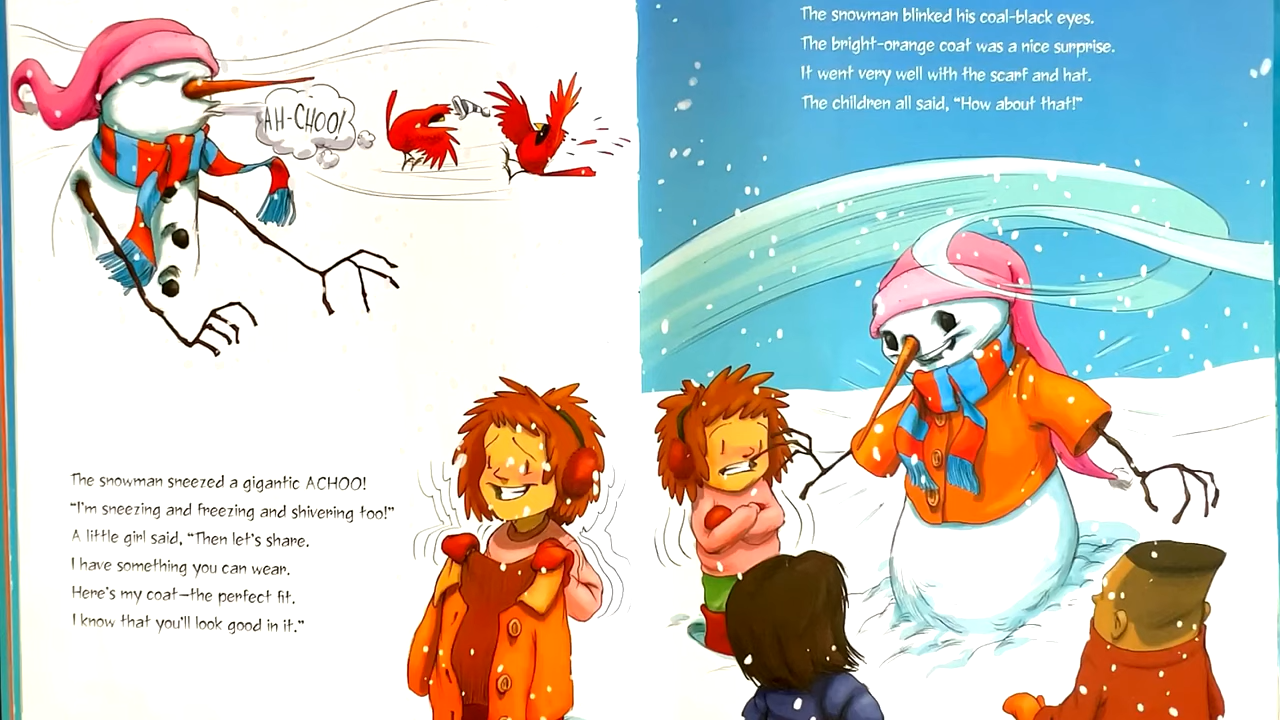 AH-CHOO!
The snowman sneezed a gigantic ACHOO!
"I'm sneezing and freezing and shivering too!"
A little girl said, "Then let's share.
I have something you can wear.
Here's my coat—the perfect fit.
I know that you'll look good in it."
The snowman blinked his coal-black eyes.
The bright-orange coat was a nice surprise.
It went very well with the scarf and hat.
The children all said, "How about that!"